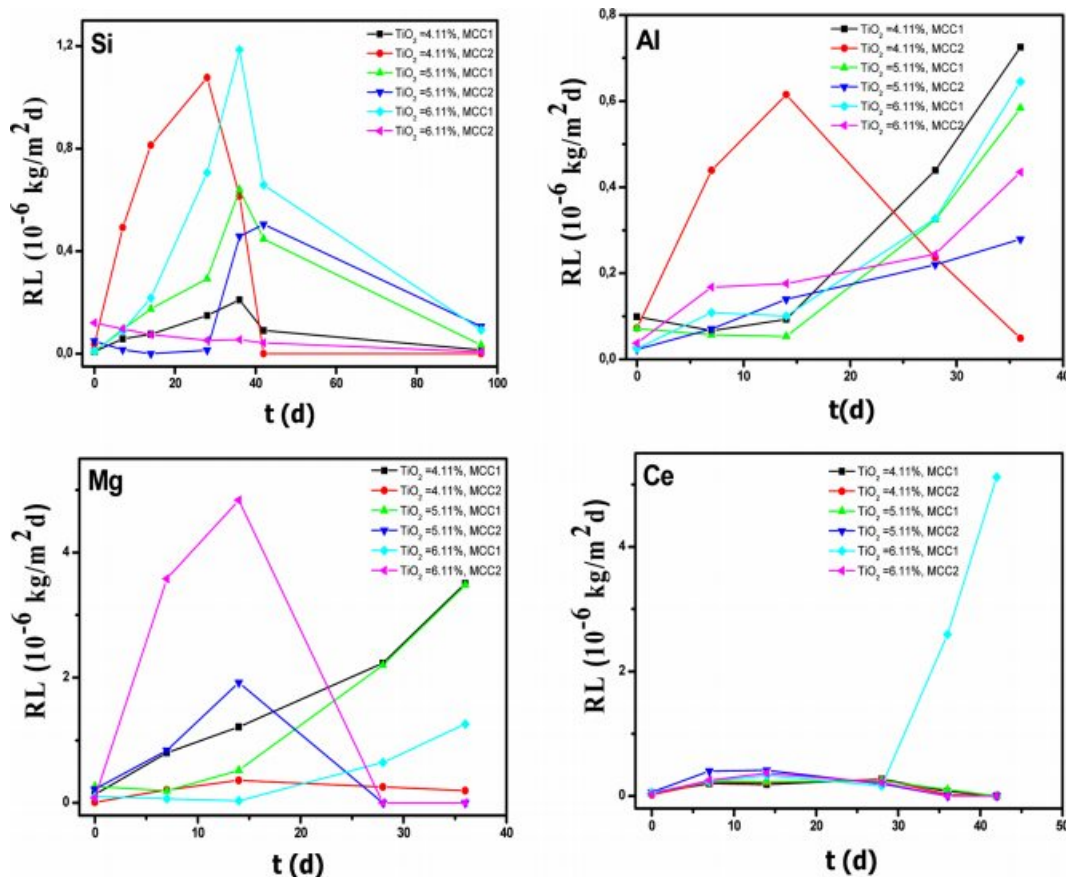 Si
TiO2 =4.11%, MCC1
TiO2 =4.11%, MCC2
TiO2 =5.11%, MCC1
TiO2 =5.11%, MCC2
TiO2 =6.11%, MCC1
TiO2 =6.11%, MCC2
RL (10-6 kg/m2d)
1,2
0,8
0,4
0,0
0 20 40 60 80 100
t (d)
Al
TiO2 =4.11%, MCC1
TiO2 =4.11%, MCC2
TiO2 =5.11%, MCC1
TiO2 =5.11%, MCC2
TiO2 =6.11%, MCC1
TiO2 =6.11%, MCC2
RL (10-6 kg/m2d)
0,8
0,6
0,4
0,2
0,0
0 10 20 30 40
t(d)
Mg
TiO2 =4.11%, MCC1
TiO2 =4.11%, MCC2
TiO2 =5.11%, MCC1
TiO2 =5.11%, MCC2
TiO2 =6.11%, MCC1
TiO2 =6.11%, MCC2
RL (10-6 kg/m2d)
4
2
0
0 10 20 30 40
t (d)
Ce
TiO2 =4.11%, MCC1
TiO2 =4.11%, MCC2
TiO2 =5.11%, MCC1
TiO2 =5.11%, MCC2
TiO2 =6.11%, MCC1
TiO2 =6.11%, MCC2
RL (10-6 kg/m2d)
4
2
0
0 10 20 30 40 50
t (d)